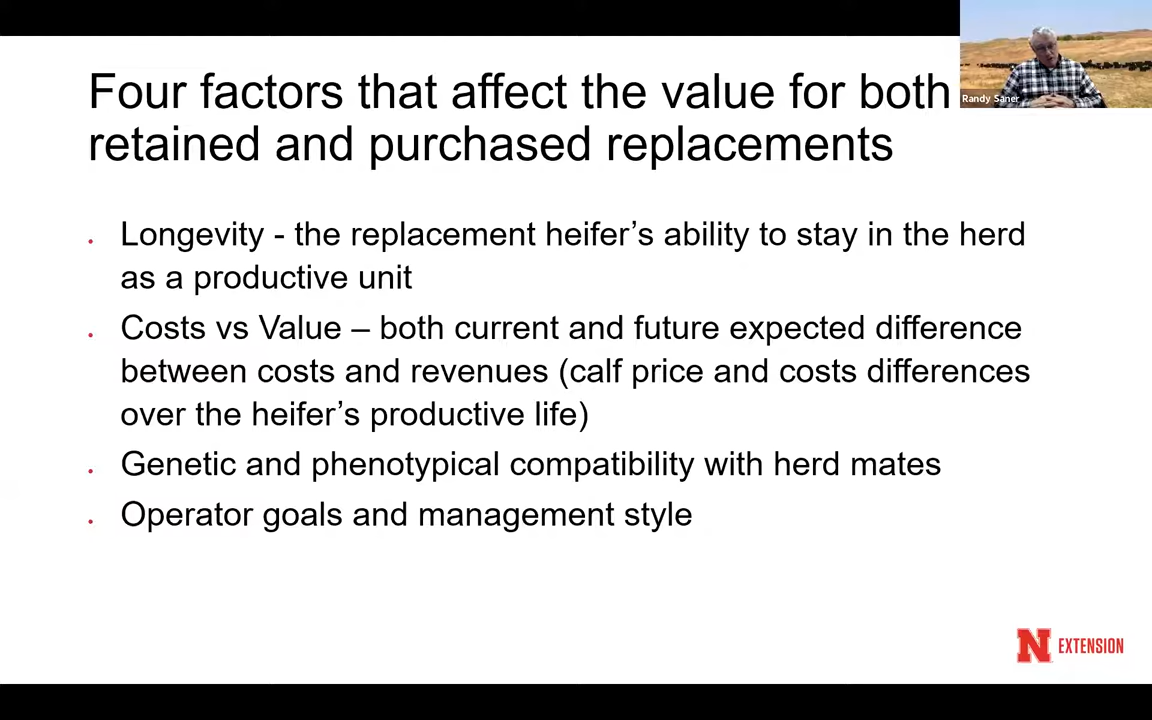 Four factors that affect the value for both
retained and purchased replacements
Randy Saner
• Longevity - the replacement heifer’s ability to stay in the herd
as a productive unit
• Costs vs Value – both current and future expected difference
between costs and revenues (calf price and costs differences
over the heifer’s productive life)
• Genetic and phenotypical compatibility with herd mates
• Operator goals and management style
N EXTENSION